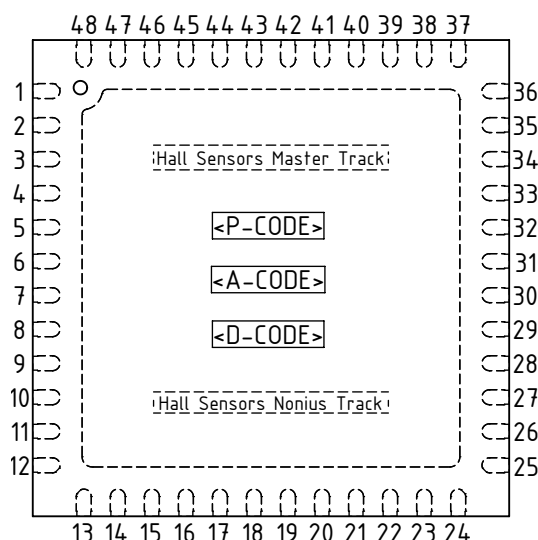 48 47 46 45 44 43 42 41 40 39 38 37
1 36
2 35
3 Hall Sensors Master Track 34
4 33
5 <P-CODE> 32
6 31
7 <A-CODE> 30
8 <D-CODE> 29
9 28
10 Hall Sensors Nonius Track 27
11 26
12 25
13 14 15 16 17 18 19 20 21 22 23 24